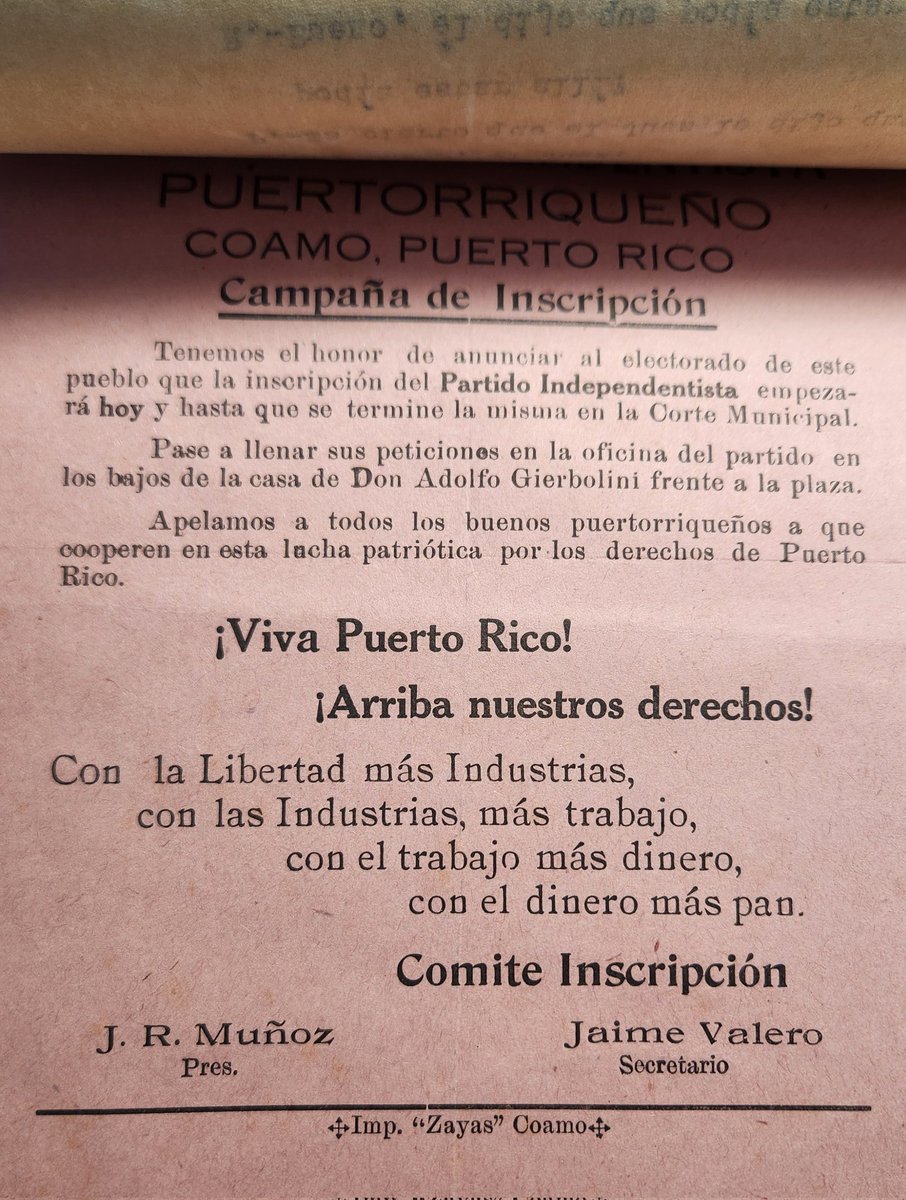 PUERTORRIQUEÑO
COAMO, PUERTO RICO
Campaña de Inscripción
Tenemos el honor de anunciar al electorado de este
pueblo que la inscripción del Partido Independentista empeza-
rá hoy y hasta que se termine la misma en la Corte Municipal.
Pase a llenar sus peticiones en la oficina del partido en
los bajos de la casa de Don Adolfo Gierbolini frente a la plaza.
Apelamos a todos los buenos puertorriqueños a que
cooperen en esta lucha patriótica por los derechos de Puerto
Rico.
¡Viva Puerto Rico!
¡Arriba nuestros derechos!
Con la Libertad más Industrias,
con las Industrias, más trabajo,
con el trabajo más dinero,
con el dinero más pan.
Comite Inscripción
J. R. Muñoz
Pres.
Jaime Valero
Secretario
Imp. "Zayas" Coamo